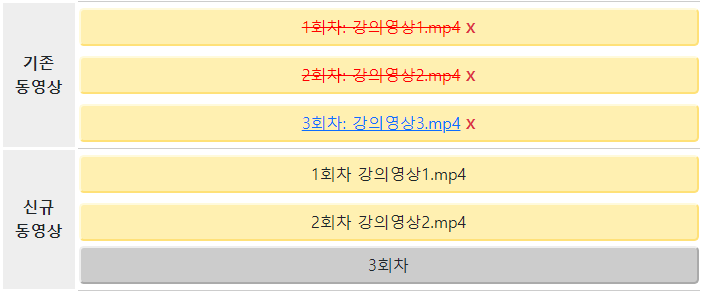 기존
동영상
1회차: 강의영상1.mp4 X
2회차: 강의영상2.mp4 X
3회차: 강의영상3.mp4 X
신규
동영상
1회차 강의영상1.mp4
2회차 강의영상2.mp4
3회차